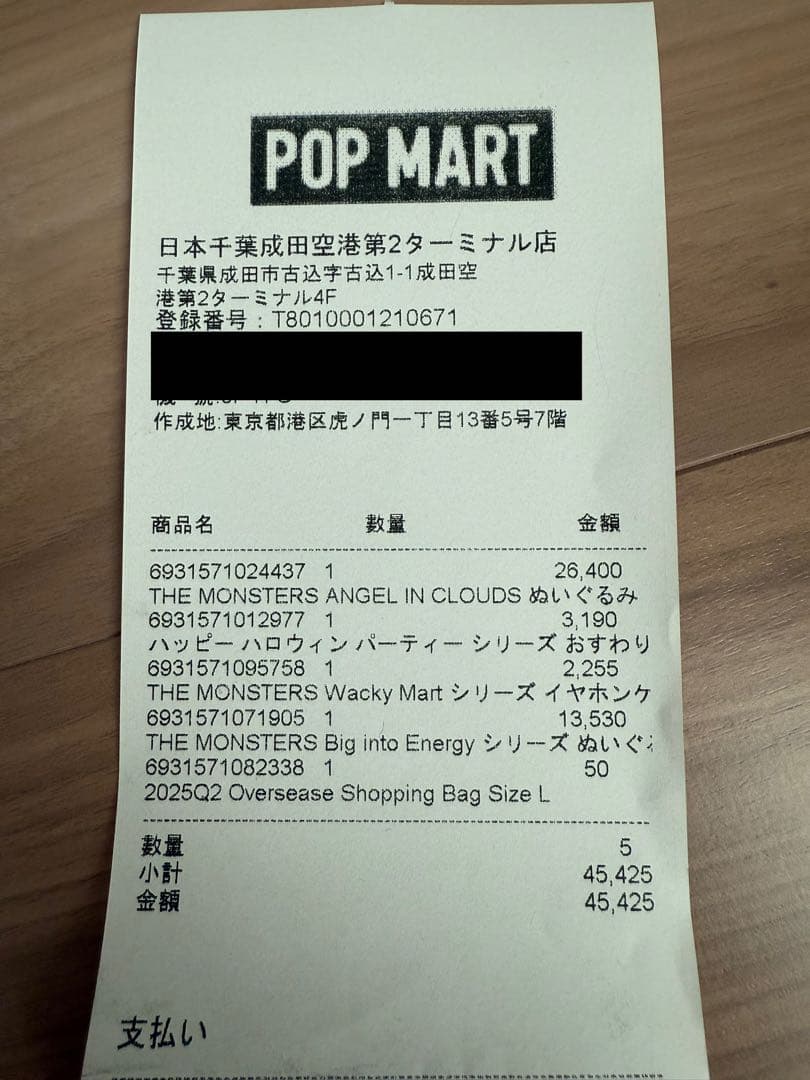 POP MART
日本千葉成田空港第2ターミナル店
千葉県成田市古込字古込1-1成田空
港第2ターミナル4F
登録番号：T8010001210671
作成地:東京都港区虎ノ門一丁目13番5号7階
商品名 數量 金額
6931571024437 1 26,400
THE MONSTERS ANGEL IN CLOUDS ぬいぐるみ
6931571012977 1 3,190
ハッピー ハロウィン パーティー シリーズ おすわり
6931571095758 1 2,255
THE MONSTERS Wacky Mart シリーズ イヤホンケ
6931571071905 1 13,530
THE MONSTERS Big into Energy シリーズ ぬいぐ
6931571082338 1 50
2025Q2 Oversease Shopping Bag Size L
數量 5
小計 45,425
金額 45,425
支払い